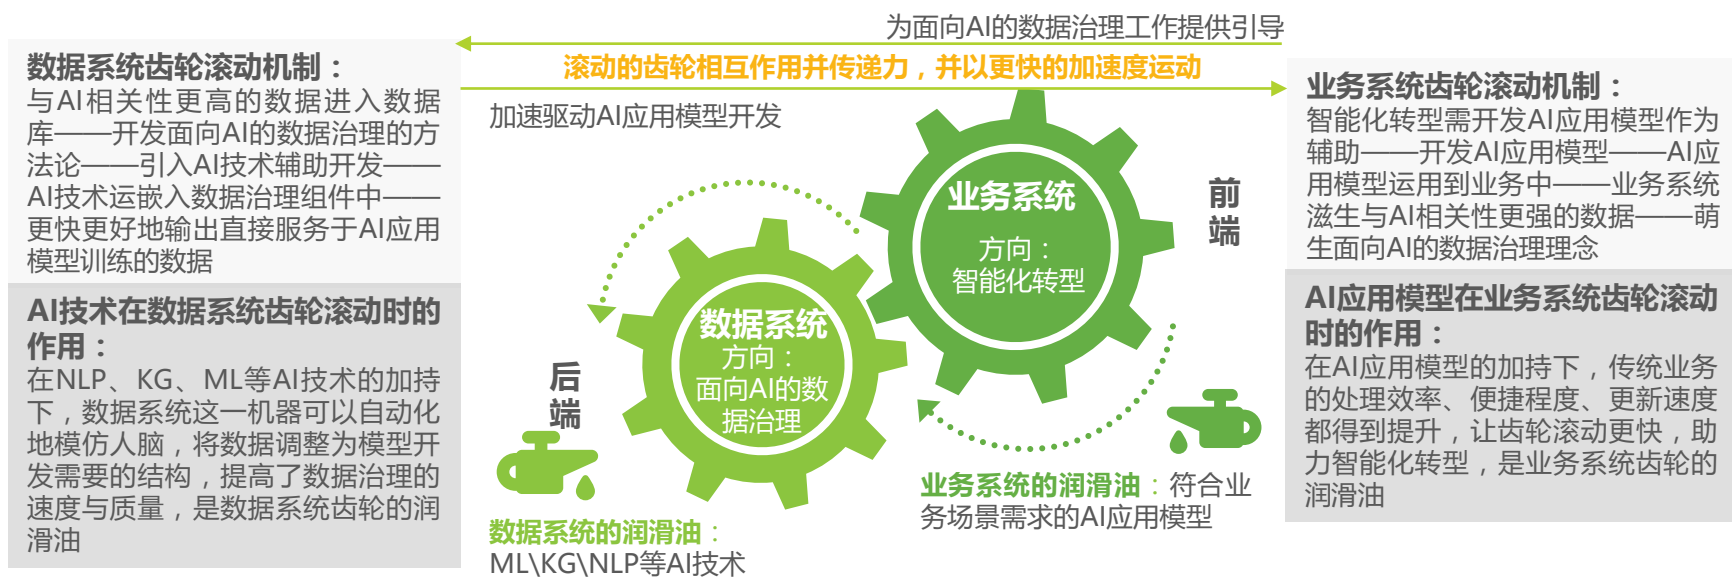 为面向AI的数据治理工作提供引导
滚动的齿轮相互作用并传递力，并以更快的加速度运动
加速驱动AI应用模型开发
数据系统齿轮滚动机制：
与AI相关性更高的数据进入数据
库——开发面向AI的数据治理的方
法论——引入AI技术辅助开发——
AI技术运嵌入数据治理组件中——
更快更好地输出直接服务于AI应用
模型训练的数据
AI技术在数据系统齿轮滚动时的
作用：
在NLP、KG、ML等AI技术的加持
下，数据系统这一机器可以自动化
地模仿人脑，将数据调整为模型开
发需要的结构，提高了数据治理的
速度与质量，是数据系统齿轮的润
滑油
后
端
数据系统
方向：
面向AI的数
据治理
数据系统的润滑油：
ML\KG\NLP等AI技术
业务系统
方向：
智能化转型
前
端
业务系统的润滑油：符合业
务场景需求的AI应用模型
业务系统齿轮滚动机制：
智能化转型需开发AI应用模型作为
辅助——开发AI应用模型——AI应
用模型运用到业务中——业务系统
滋生与AI相关性更强的数据——萌
生面向AI的数据治理理念
AI应用模型在业务系统齿轮滚动
时的作用：
在AI应用模型的加持下，传统业务
的处理效率、便捷程度、更新速度
都得到提升，让齿轮滚动更快，助
力智能化转型，是业务系统齿轮的
润滑油